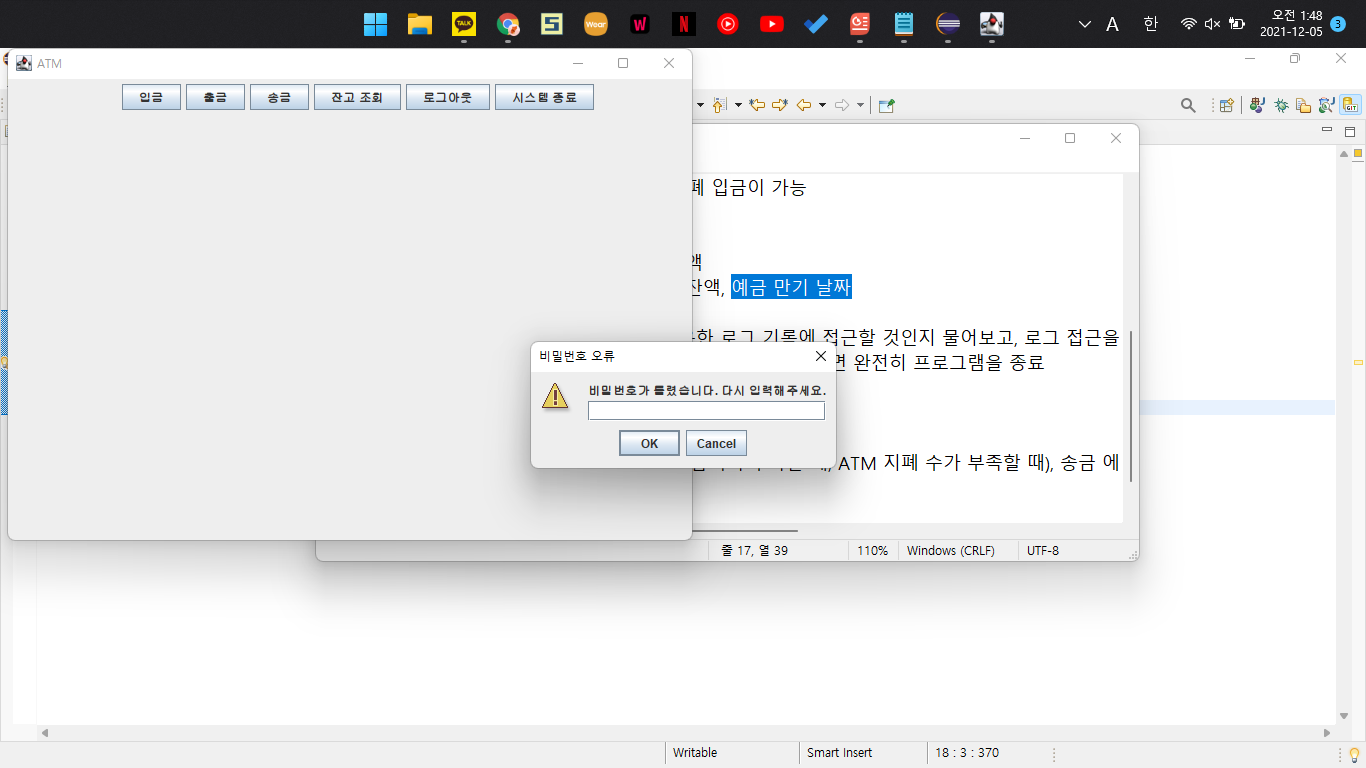 오전 1:48
A 한
2021-12-05 3
ATM
입금 출금 송금 잔고 조회 로그아웃 시스템 종료
GIT
폐 입금이 가능
액
잔액, 예금 만기 날짜
로그 기록에 접근할 것인지 물어보고, 로그 접근을
비밀번호 오류
완전히 프로그램을 종료
비밀번호가 틀렸습니다. 다시 입력해주세요.
OK Cancel
ATM 지폐 수가 부족할 때), 송금 에
줄 17, 열 39 110% Windows (CRLF) UTF-8
Writable Smart Insert 18 : 3 : 370